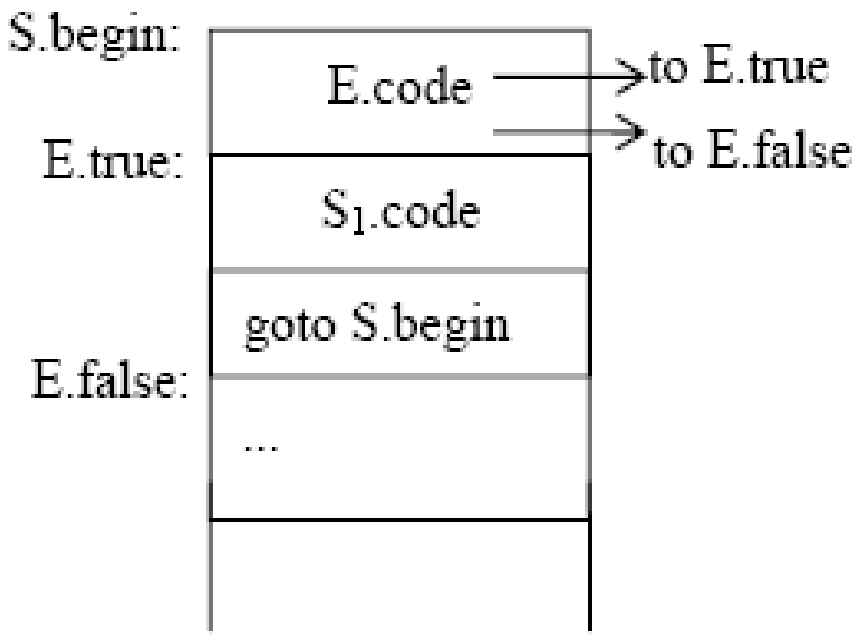 S.begin:
E.code
to E.true
to E.false
E.true:
S₁.code
goto S.begin
E.false:
...